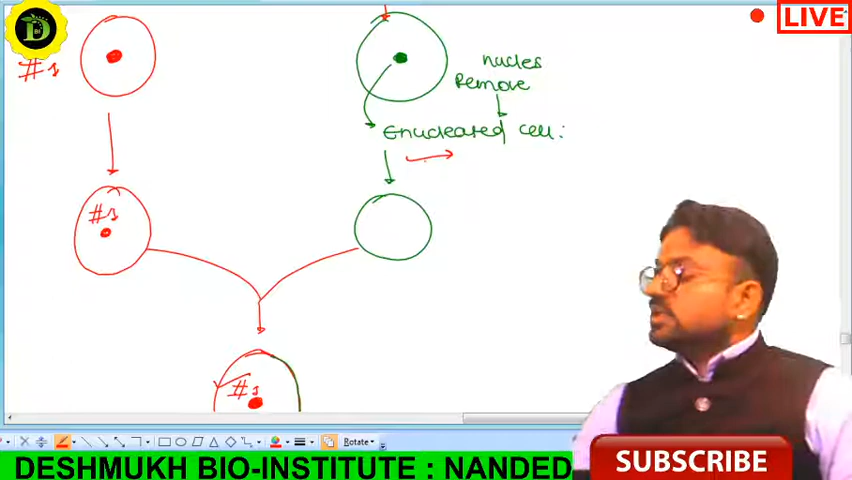 D
LIVE
#1
nucles
Remove
Enucleated cell:
#1
#1
Rotate
DESHMUKH BIO-INSTITUTE : NANDED
SUBSCRIBE